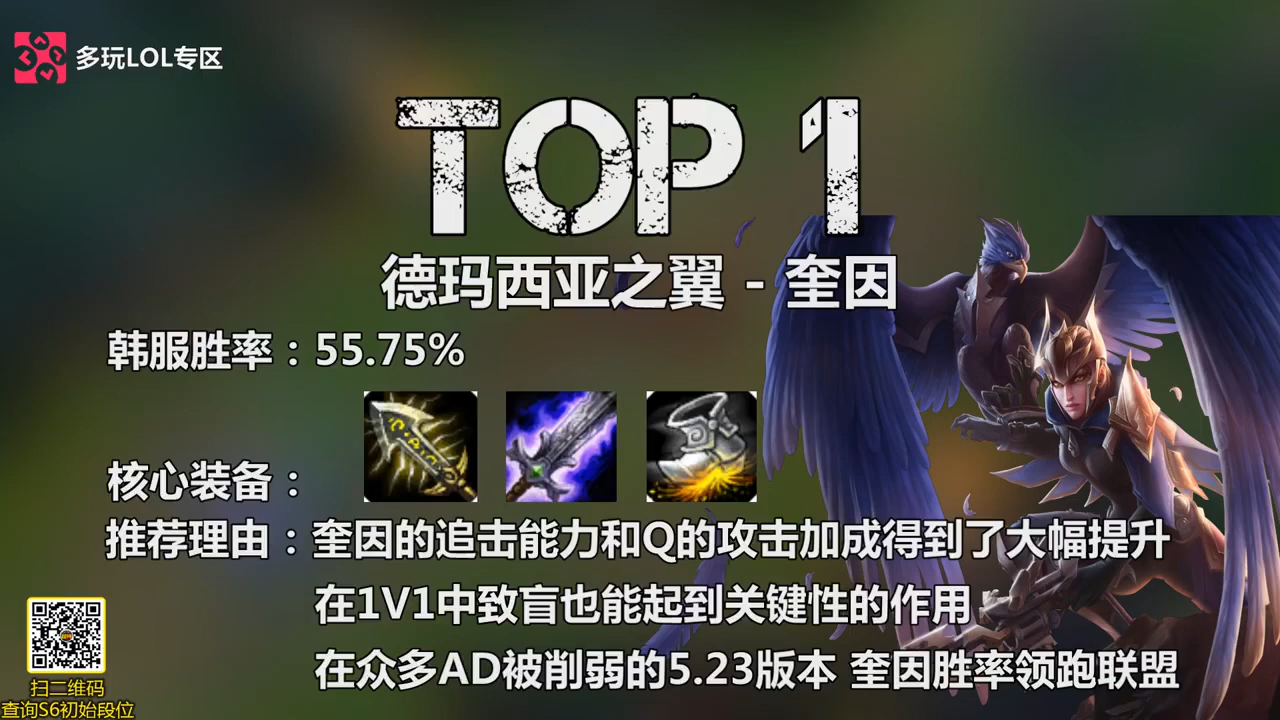 多玩LOL专区
TOP 1
德玛西亚之翼 - 奎因
韩服胜率：55.75%
核心装备：
推荐理由：奎因的追击能力和Q的攻击加成得到了大幅提升
在1V1中致盲也能起到关键性的作用
在众多AD被削弱的5.23版本 奎因胜率领跑联盟
扫二维码
查询S6初始段位